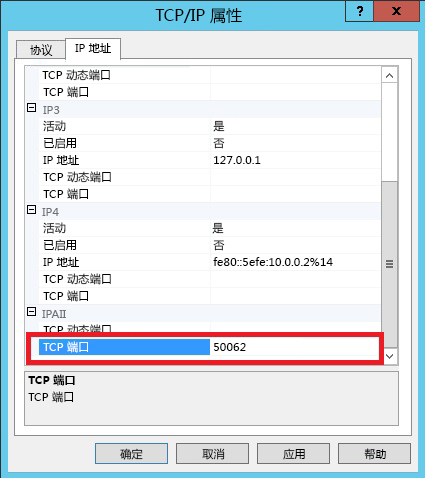 TCP/IP 属性
?
x
协议
IP 地址
TCP 动态端口
TCP 端口
IP3
活动 是
已启用 否
IP 地址 127.0.0.1
TCP 动态端口
TCP 端口
IP4
活动 是
已启用 否
IP 地址 fe80::5efe:10.0.0.2%14
TCP 动态端口
TCP 端口
IPAll
TCP 动态端口
TCP 端口 50062
TCP 端口
TCP 端口
确定
取消
应用
帮助